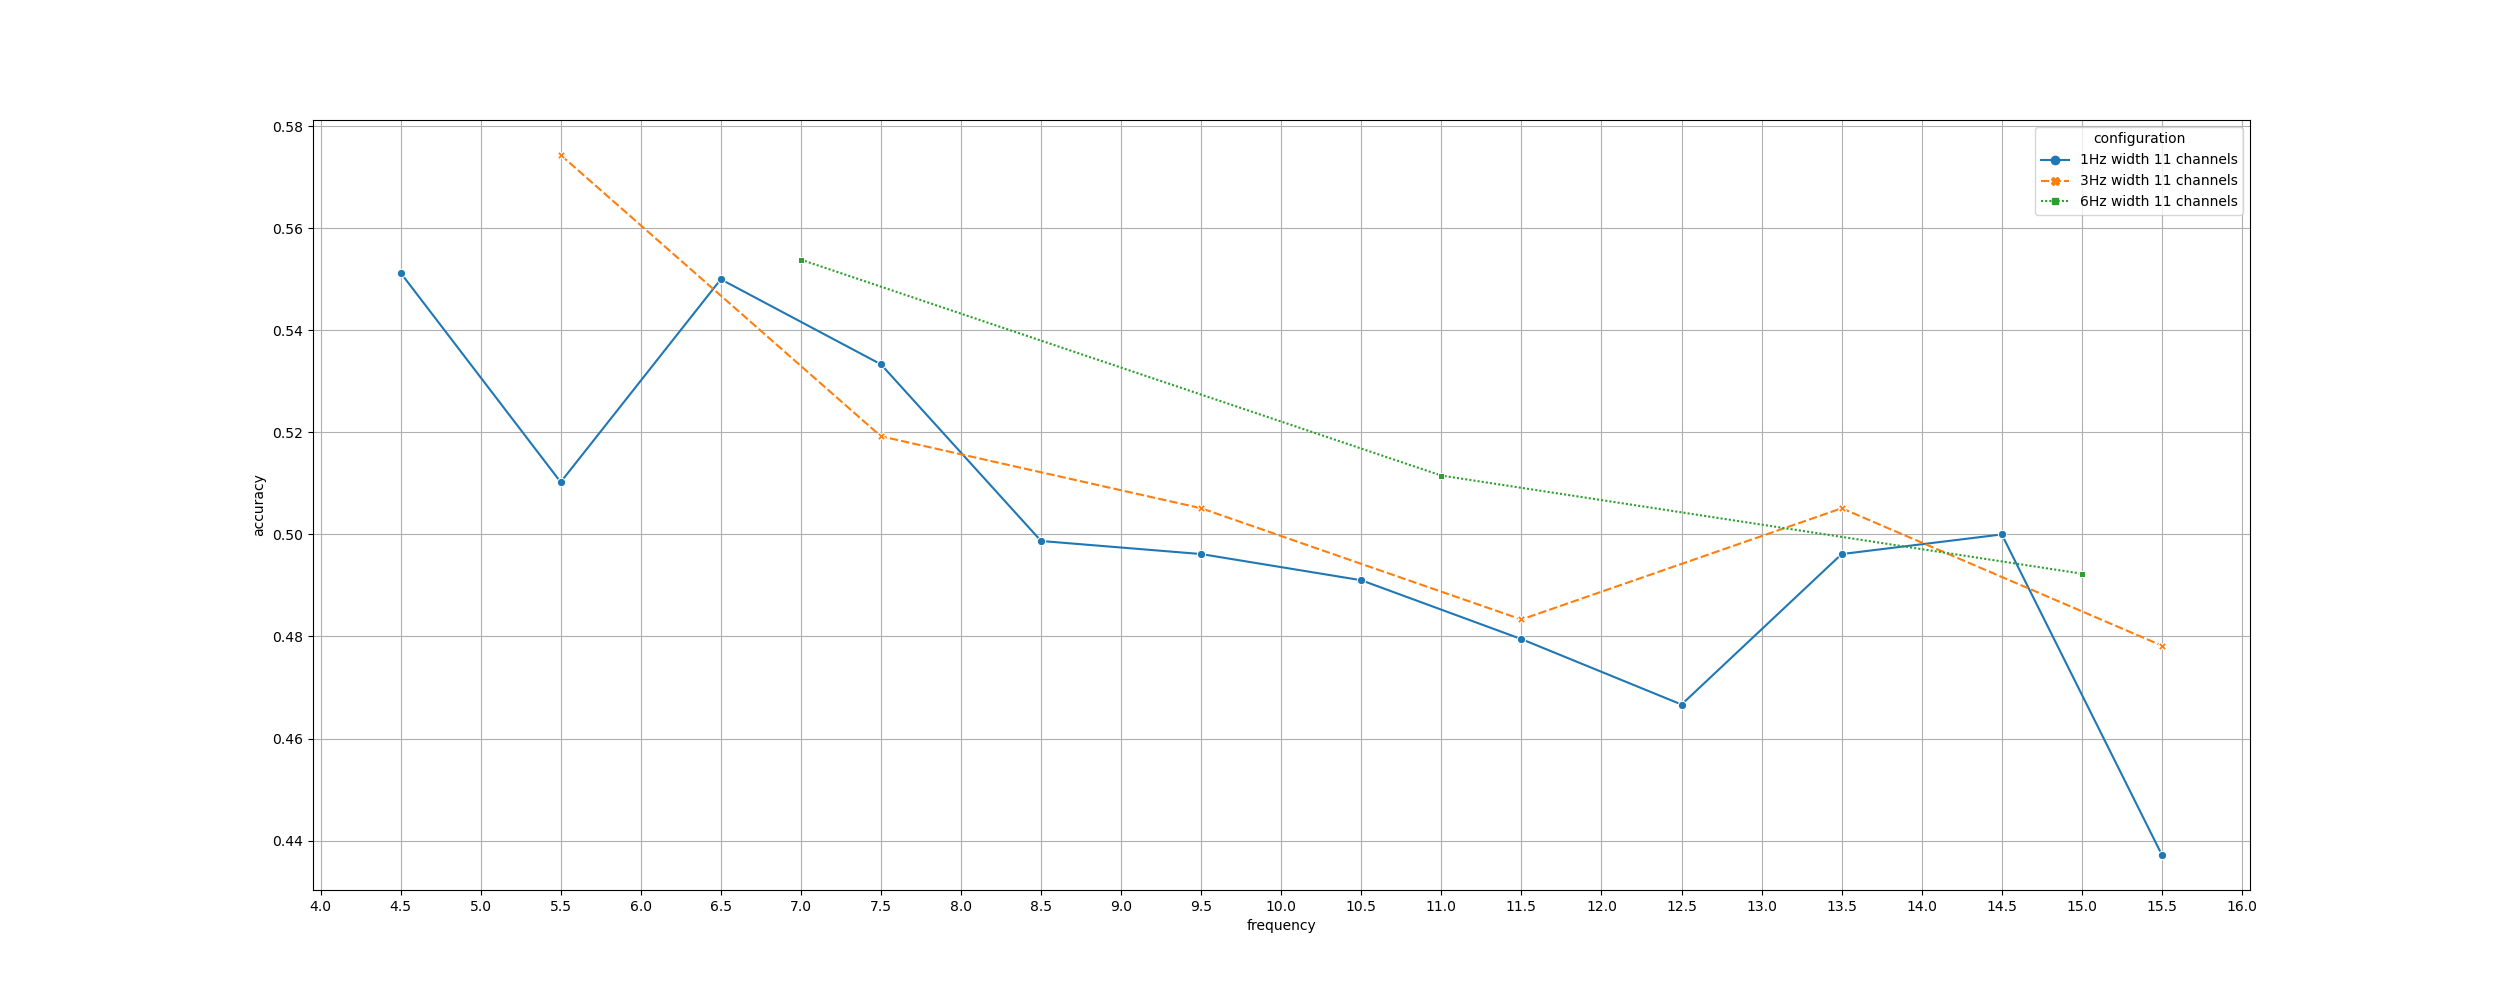 configuration
1Hz width 11 channels
3Hz width 11 channels
6Hz width 11 channels
accuracy
0.58
0.56
0.54
0.52
0.50
0.48
0.46
0.44
4.0 4.5 5.0 5.5 6.0 6.5 7.0 7.5 8.0 8.5 9.0 9.5 10.0 10.5 11.0 11.5 12.0 12.5 13.0 13.5 14.0 14.5 15.0 15.5 16.0
frequency